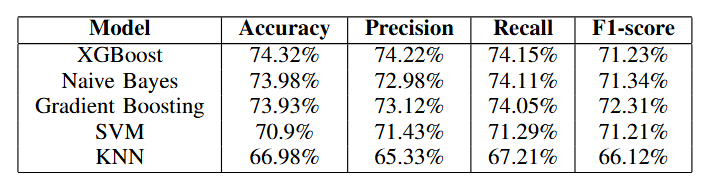 Model Accuracy Precision Recall F1-score
XGBoost 74.32% 74.22% 74.15% 71.23%
Naive Bayes 73.98% 72.98% 74.11% 71.34%
Gradient Boosting 73.93% 73.12% 74.05% 72.31%
SVM 70.9% 71.43% 71.29% 71.21%
KNN 66.98% 65.33% 67.21% 66.12%